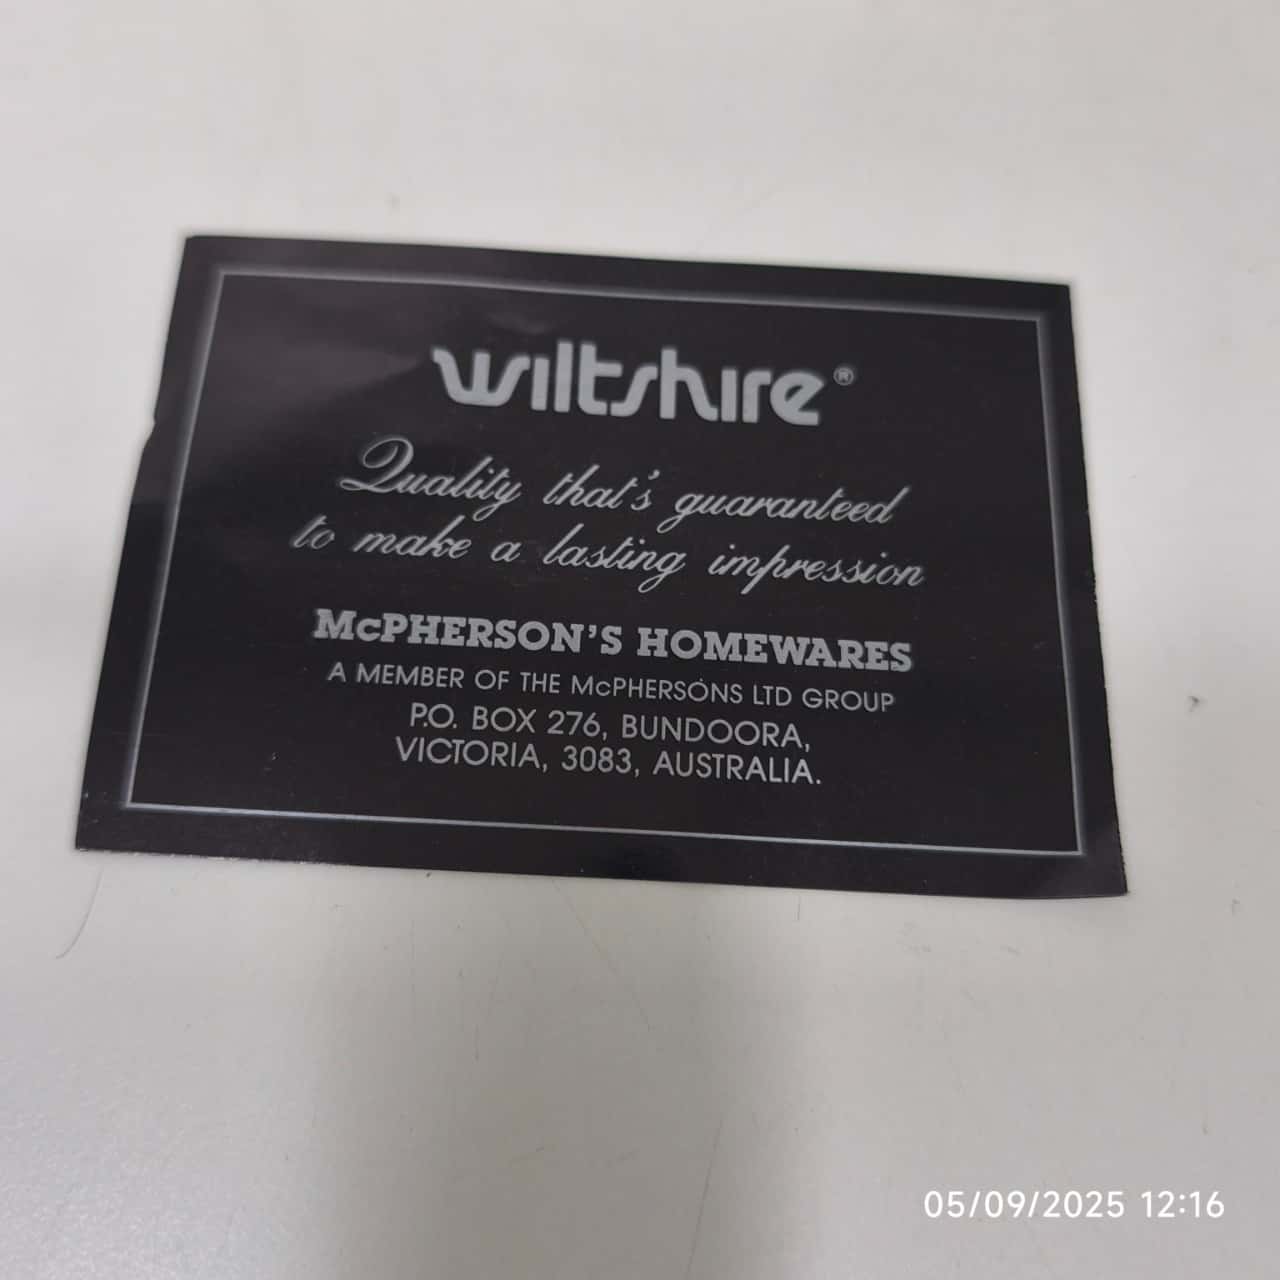 wiltshire®
Quality that's guaranteed
to make a lasting impression
McPHERSON'S HOMEWARES
A MEMBER OF THE McPHERSONS LTD GROUP
P.O. BOX 276, BUNDOORA,
VICTORIA, 3083, AUSTRALIA.
05/09/2025 12:16